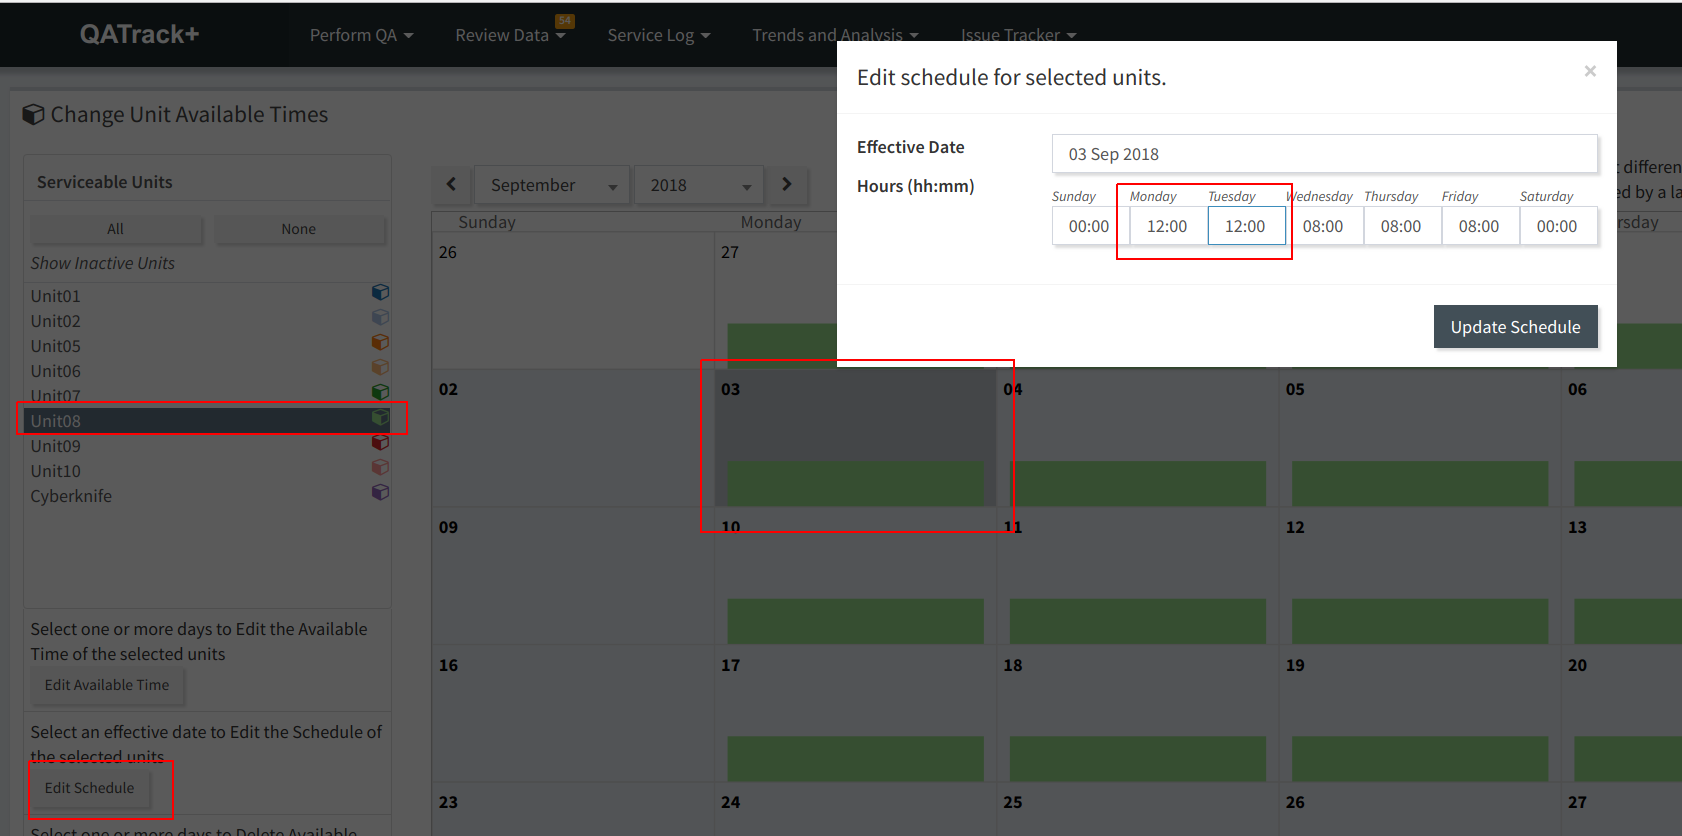 QATrack+
Perform QA
Review Data
54
Service Log
Trends and Analysis
Issue Tracker
Change Unit Available Times
Serviceable Units
All
None
Show Inactive Units
Unit01
Unit02
Unit05
Unit06
Unit07
Unit08
Unit09
Unit10
Cyberknife
Select one or more days to Edit the Available
Time of the selected units
Edit Available Time
Select an effective date to Edit the Schedule of
the selected units
Edit Schedule
Select one or more days to Delete Available
September
2018
Sunday
Monday
rsday
26
27
02
03
04
05
06
09
10
11
12
13
16
17
18
19
20
23
24
25
26
27
t differen
ed by a la
Edit schedule for selected units.
×
Effective Date
03 Sep 2018
Hours (hh:mm)
Sunday
Monday
Tuesday
Wednesday
Thursday
Friday
Saturday
00:00
12:00
12:00
08:00
08:00
08:00
00:00
Update Schedule